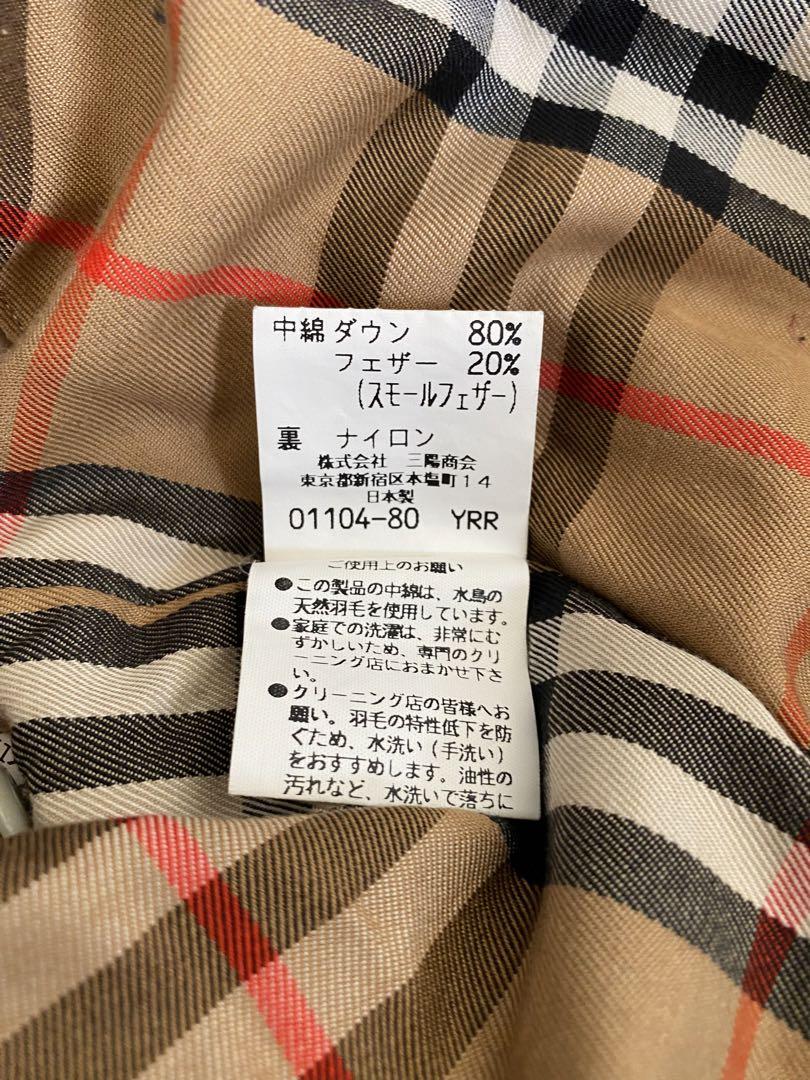 中綿 ダウン 80%
フェザー 20%
(スモールフェザー)
裏 ナイロン
株式会社 三陽商会
東京都新宿区本塩町14
日本製
01104-80 YRR
ご使用上のお願い
●この製品の中綿は、水鳥の
天然羽毛を使用しています。
●家庭での洗濯は、非常にむ
ずかしいため、専門のクリ
ーニング店におまかせ下さ
い。
●クリーニング店の皆様へお
願い。羽毛の特性低下を防
ぐため、水洗い(手洗い)
をおすすめします。油性の
汚れなど、水洗いで落ちに